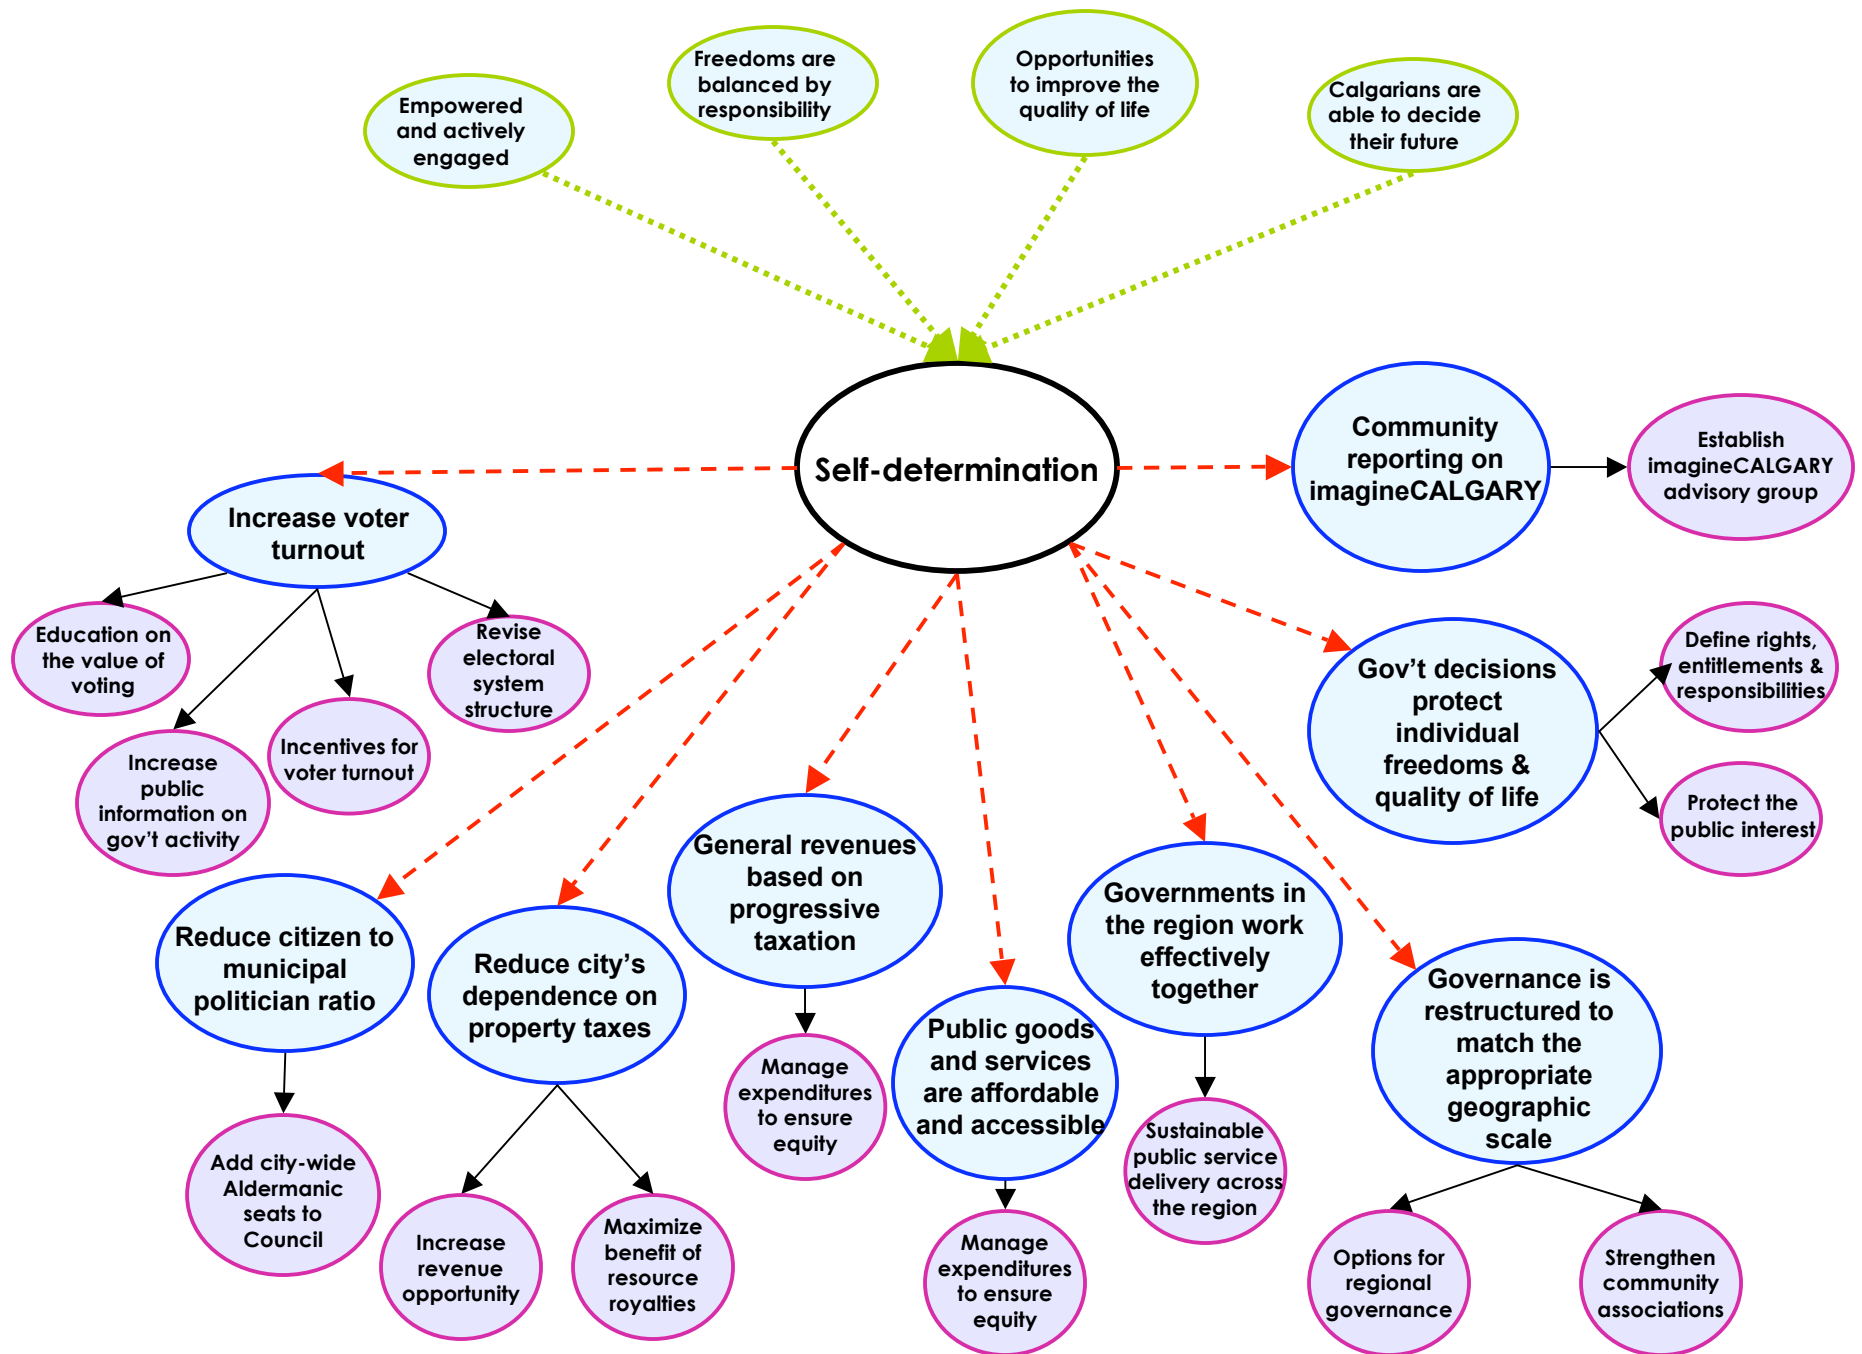 Empowered
and actively
engaged
Freedoms are
balanced by
responsibility
Opportunities
to improve the
quality of life
Calgarians are
able to decide
their future
Self-determination
Community
reporting on
imagineCALGARY
Establish
imagineCALGARY
advisory group
Increase voter
turnout
Education on
the value of
voting
Increase
public
information on
gov't activity
Incentives for
voter turnout
Revise
electoral
system
structure
Gov't decisions
protect
individual
freedoms &
quality of life
Define rights,
entitlements &
responsibilities
Protect the
public interest
Reduce citizen to
municipal
politician ratio
Add city-wide
Aldermanic
seats to
Council
Reduce city's
dependence on
property taxes
Increase
revenue
opportunity
Maximize
benefit of
resource
royalties
General revenues
based on
progressive
taxation
Manage
expenditures
to ensure
equity
Public goods
and services
are affordable
and accessible
Manage
expenditures
to ensure
equity
Governments in
the region work
effectively
together
Sustainable
public service
delivery across
the region
Governance is
restructured to
match the
appropriate
geographic
scale
Options for
regional
governance
Strengthen
community
associations